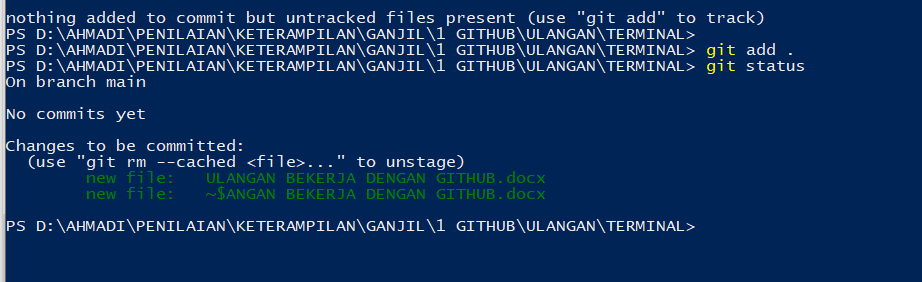 nothing added to commit but untracked files present (use "git add" to track)
PS D:\AHMADI\PENILAIAN\KETERAMPILAN\GANJIL\1 GITHUB\ULANGAN\TERMINAL>
PS D:\AHMADI\PENILAIAN\KETERAMPILAN\GANJIL\1 GITHUB\ULANGAN\TERMINAL> git add .
PS D:\AHMADI\PENILAIAN\KETERAMPILAN\GANJIL\1 GITHUB\ULANGAN\TERMINAL> git status
On branch main
No commits yet
Changes to be committed:
(use "git rm --cached <file>..." to unstage)
new file: ULANGAN BEKERJA DENGAN GITHUB.docx
new file: ~$ANGAN BEKERJA DENGAN GITHUB.docx
PS D:\AHMADI\PENILAIAN\KETERAMPILAN\GANJIL\1 GITHUB\ULANGAN\TERMINAL>